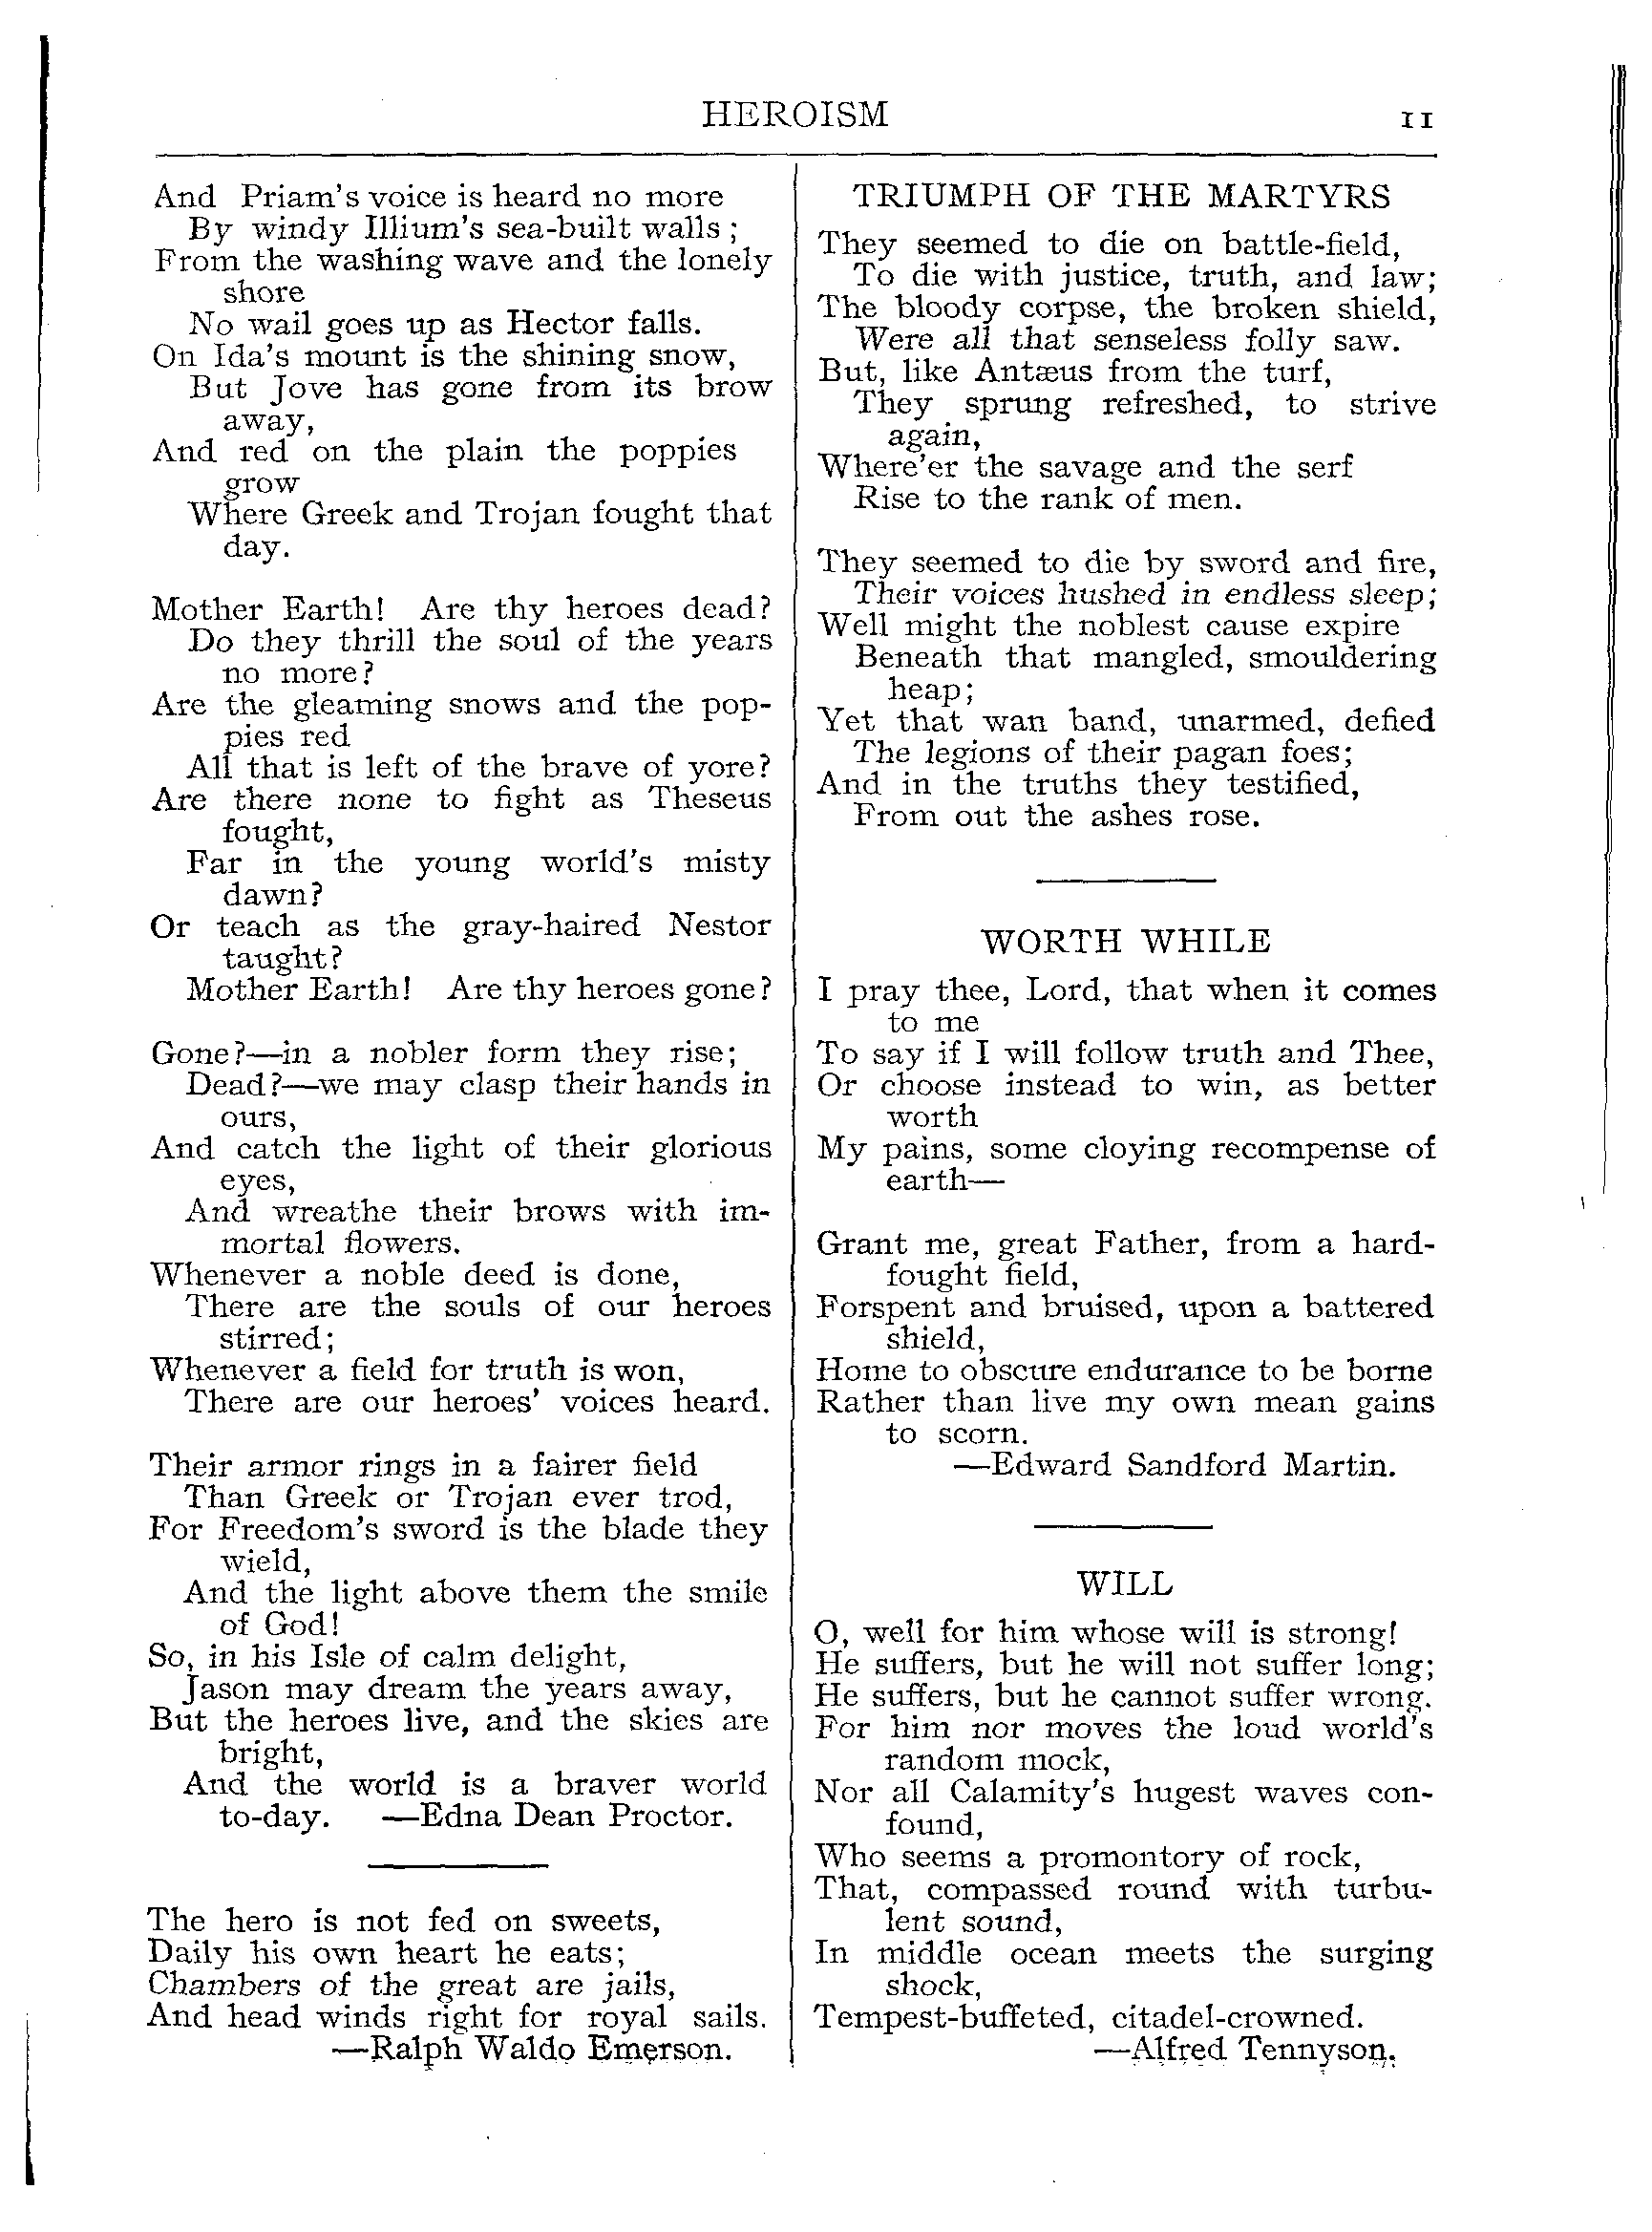 HEROISM
11
And Priam's voice is heard no more
By windy Illium's sea-built walls;
From the washing wave and the lonely
shore
No wail goes up as Hector falls.
On Ida's mount is the shining snow,
But Jove has gone from its brow
away,
And red on the plain the poppies
grow
Where Greek and Trojan fought that
day.
Mother Earth! Are thy heroes dead?
Do they thrill the soul of the years
no more?
Are the gleaming snows and the pop-
pies red
All that is left of the brave of yore?
Are there none to fight as Theseus
fought,
Far in the young world's misty
dawn?
Or teach as the gray-haired Nestor
taught?
Mother Earth! Are thy heroes gone?
Gone?—in a nobler form they rise;
Dead?—we may clasp their hands in
ours,
And catch the light of their glorious
eyes,
And wreathe their brows with im-
mortal flowers.
Whenever a noble deed is done,
There are the souls of our heroes
stirred;
Whenever a field for truth is won,
There are our heroes' voices heard.
Their armor rings in a fairer field
Than Greek or Trojan ever trod,
For Freedom's sword is the blade they
wield,
And the light above them the smile
of God!
So, in his Isle of calm delight,
Jason may dream the years away,
But the heroes live, and the skies are
bright,
And the world is a braver world
to-day. —Edna Dean Proctor.
The hero is not fed on sweets,
Daily his own heart he eats;
Chambers of the great are jails,
And head winds right for royal sails.
—Ralph Waldo Emerson.
TRIUMPH OF THE MARTYRS
They seemed to die on battle-field,
To die with justice, truth, and law;
The bloody corpse, the broken shield,
Were all that senseless folly saw.
But, like Antæus from the turf,
They sprung refreshed, to strive
again,
Where'er the savage and the serf
Rise to the rank of men.
They seemed to die by sword and fire,
Their voices hushed in endless sleep;
Well might the noblest cause expire
Beneath that mangled, smouldering
heap;
Yet that wan band, unarmed, defied
The legions of their pagan foes;
And in the truths they testified,
From out the ashes rose.
WORTH WHILE
I pray thee, Lord, that when it comes
to me
To say if I will follow truth and Thee,
Or choose instead to win, as better
worth
My pains, some cloying recompense of
earth—
Grant me, great Father, from a hard-
fought field,
Forspent and bruised, upon a battered
shield,
Home to obscure endurance to be borne
Rather than live my own mean gains
to scorn.
—Edward Sandford Martin.
WILL
O, well for him whose will is strong!
He suffers, but he will not suffer long;
He suffers, but he cannot suffer wrong.
For him nor moves the loud world's
random mock,
Nor all Calamity's hugest waves con-
found,
Who seems a promontory of rock,
That, compassed round with turbu-
lent sound,
In middle ocean meets the surging
shock,
Tempest-buffeted, citadel-crowned.
—Alfred Tennyson.